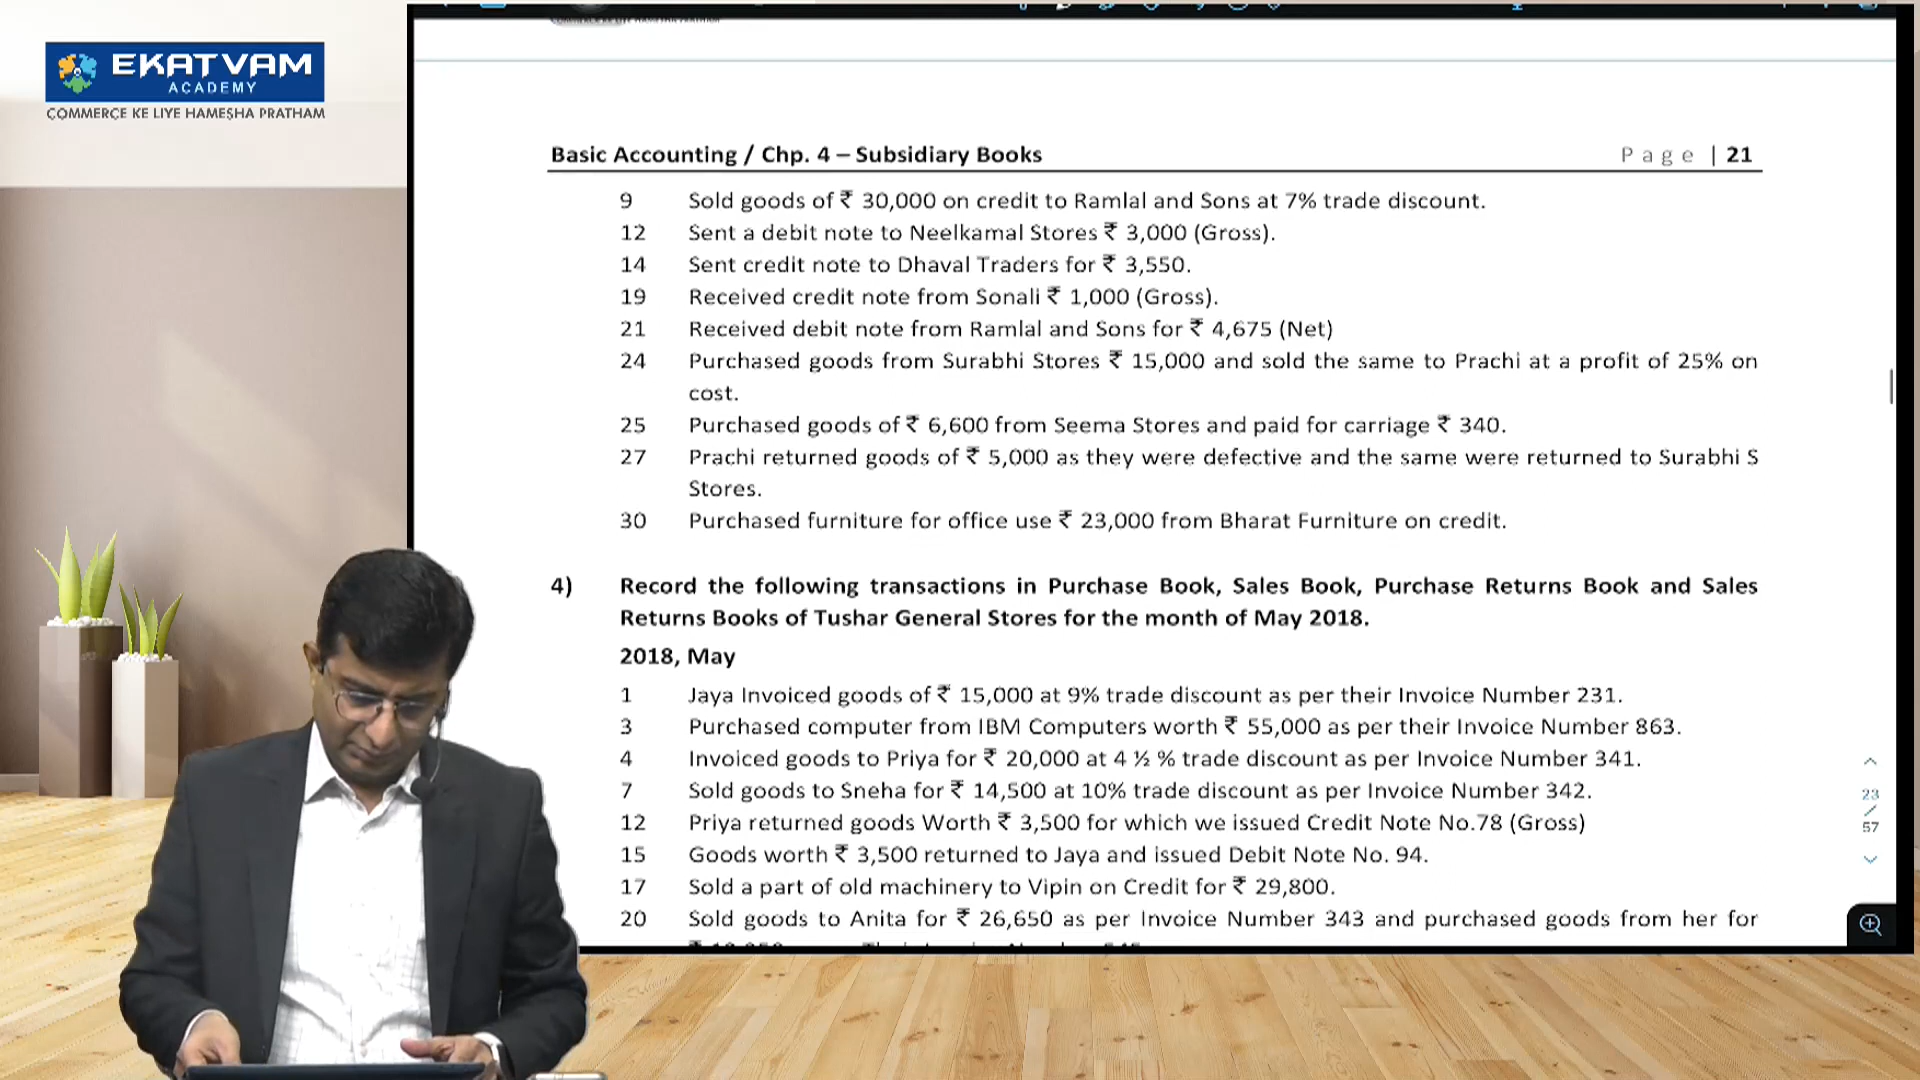 EKATVAM
ACADEMY
COMMERCE KE LIYE HAMESHA PRATHAM
Basic Accounting / Chp. 4 – Subsidiary Books
Page | 21
9 Sold goods of ₹ 30,000 on credit to Ramlal and Sons at 7% trade discount.
12 Sent a debit note to Neelkamal Stores ₹ 3,000 (Gross).
14 Sent credit note to Dhaval Traders for ₹ 3,550.
19 Received credit note from Sonali ₹ 1,000 (Gross).
21 Received debit note from Ramlal and Sons for ₹ 4,675 (Net)
24 Purchased goods from Surabhi Stores ₹ 15,000 and sold the same to Prachi at a profit of 25% on
cost.
25 Purchased goods of ₹ 6,600 from Seema Stores and paid for carriage ₹ 340.
27 Prachi returned goods of ₹ 5,000 as they were defective and the same were returned to Surabhi S
Stores.
30 Purchased furniture for office use ₹ 23,000 from Bharat Furniture on credit.
4) Record the following transactions in Purchase Book, Sales Book, Purchase Returns Book and Sales
Returns Books of Tushar General Stores for the month of May 2018.
2018, May
1 Jaya Invoiced goods of ₹ 15,000 at 9% trade discount as per their Invoice Number 231.
3 Purchased computer from IBM Computers worth ₹ 55,000 as per their Invoice Number 863.
4 Invoiced goods to Priya for ₹ 20,000 at 4 ½ % trade discount as per Invoice Number 341.
7 Sold goods to Sneha for ₹ 14,500 at 10% trade discount as per Invoice Number 342.
12 Priya returned goods Worth ₹ 3,500 for which we issued Credit Note No.78 (Gross)
15 Goods worth ₹ 3,500 returned to Jaya and issued Debit Note No. 94.
17 Sold a part of old machinery to Vipin on Credit for ₹ 29,800.
20 Sold goods to Anita for ₹ 26,650 as per Invoice Number 343 and purchased goods from her for
23
/
57